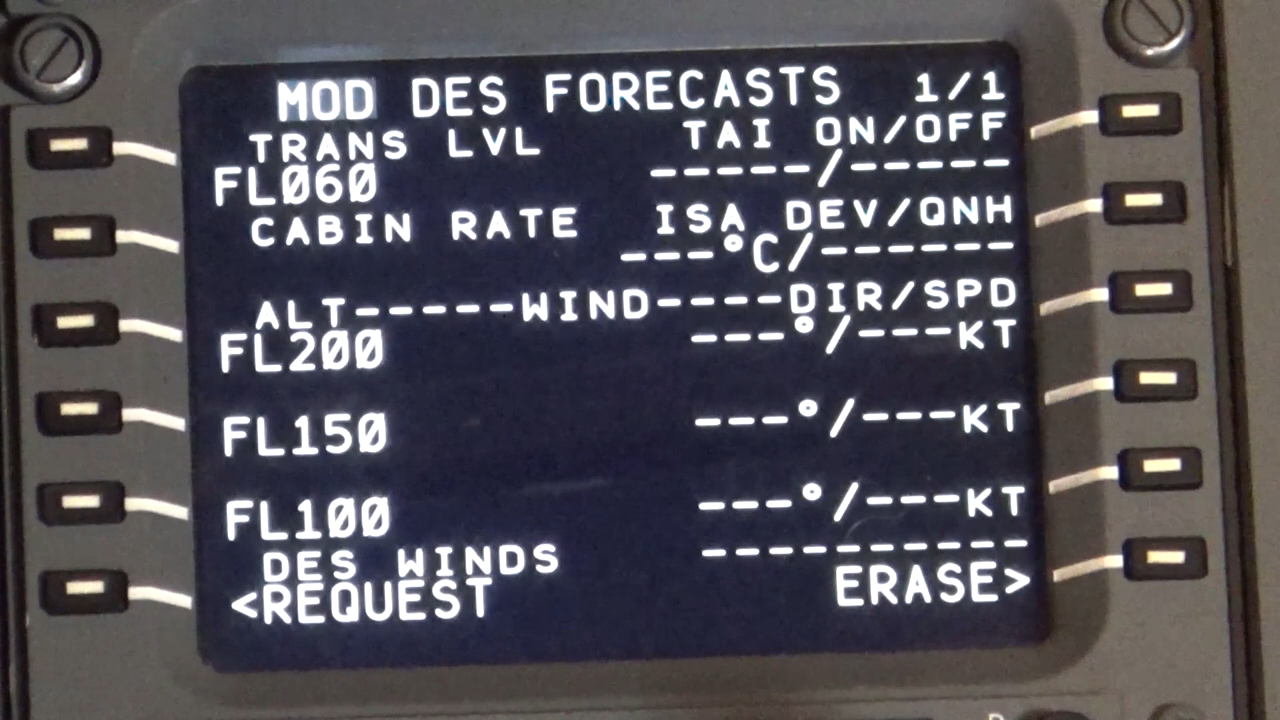 MOD DES FORECASTS 1/1
TRANS LVL TAI ON/OFF
FL060 -----/-----
CABIN RATE ISA DEV/QNH
---°C/------
ALT-----WIND----DIR/SPD
FL200 ---°/---KT
FL150 ---°/---KT
FL100 ---°/---KT
DES WINDS ----------
<REQUEST ERASE>